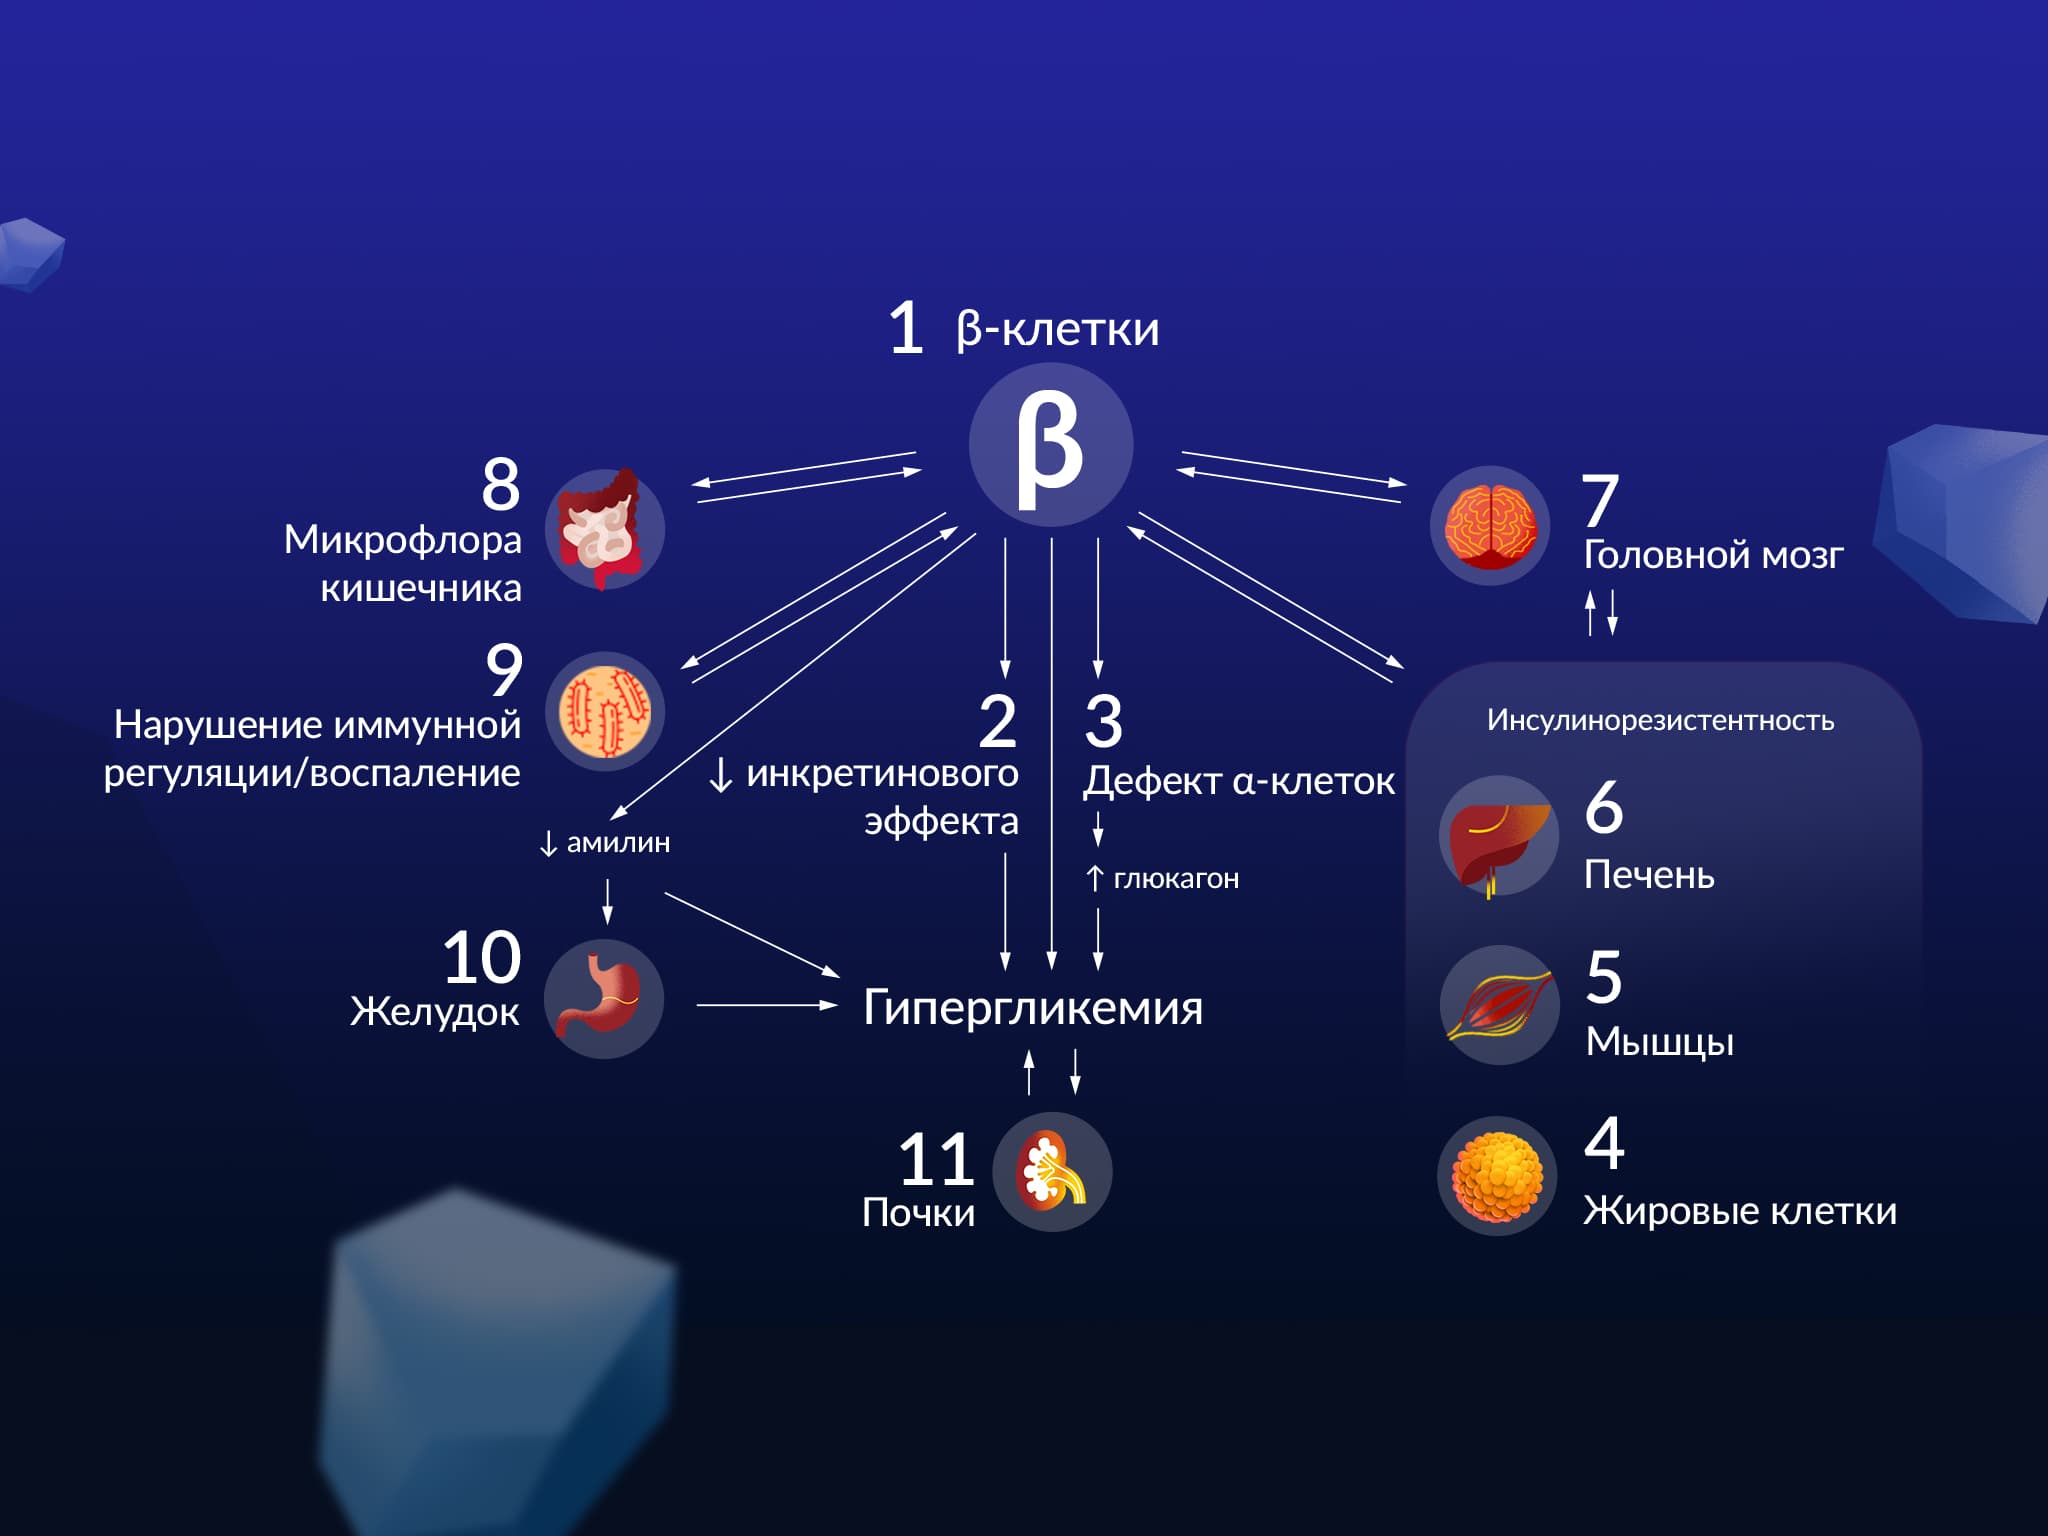 1 β-клетки
β
8
Микрофлора
кишечника
7
Головной мозг
9
Нарушение иммунной
регуляции/воспаление
2
↓ инкретинового
эффекта
3
Дефект α-клеток
↑ глюкагон
↓ амилин
10
Желудок
Гипергликемия
11
Почки
Инсулинорезистентность
6
Печень
5
Мышцы
4
Жировые клетки